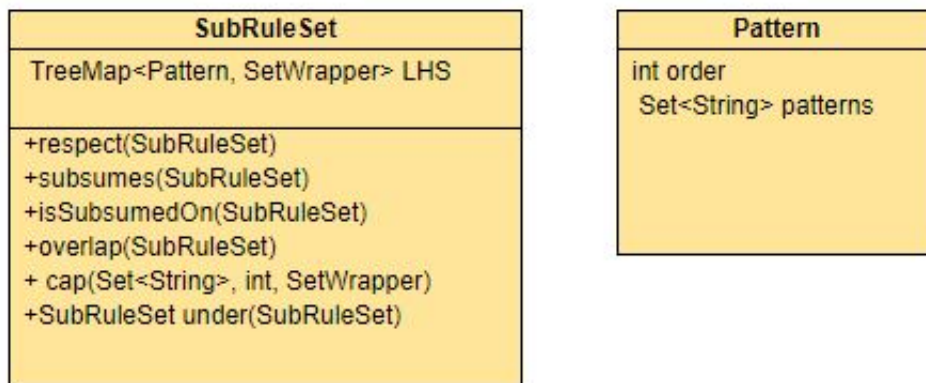 SubRuleSet
TreeMap<Pattern, SetWrapper> LHS
+respect(SubRuleSet)
+subsumes(SubRuleSet)
+isSubsumedOn(SubRuleSet)
+overlap(SubRuleSet)
+ cap(Set<String>, int, SetWrapper)
+SubRuleSet under(SubRuleSet)
Pattern
int order
Set<String> patterns